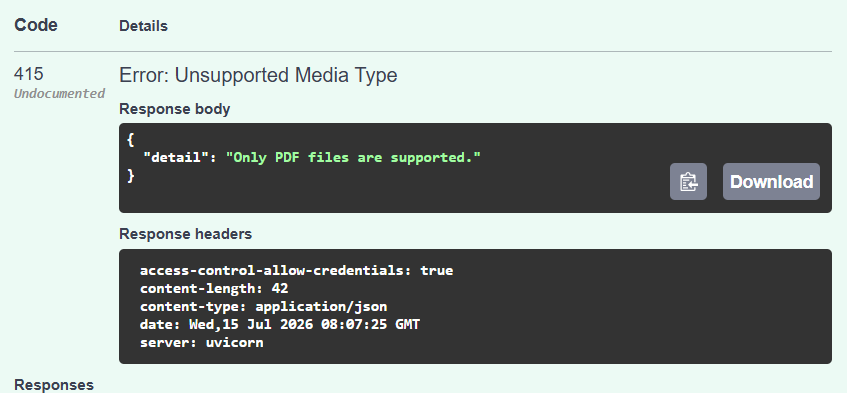 Code Details
415 Error: Unsupported Media Type
Undocumented
Response body
{
  "detail": "Only PDF files are supported."
}
Download
Response headers
access-control-allow-credentials: true
content-length: 42
content-type: application/json
date: Wed,15 Jul 2026 08:07:25 GMT
server: uvicorn
Responses